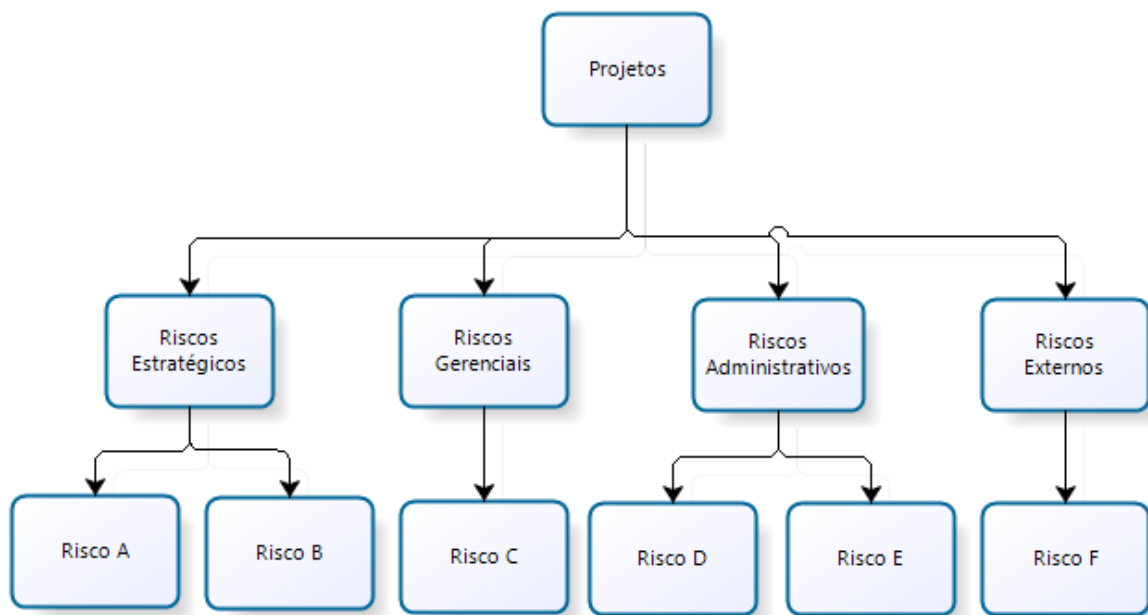 Projetos
Riscos
Estratégicos
Riscos
Gerenciais
Riscos
Administrativos
Riscos
Externos
Risco A
Risco B
Risco C
Risco D
Risco E
Risco F